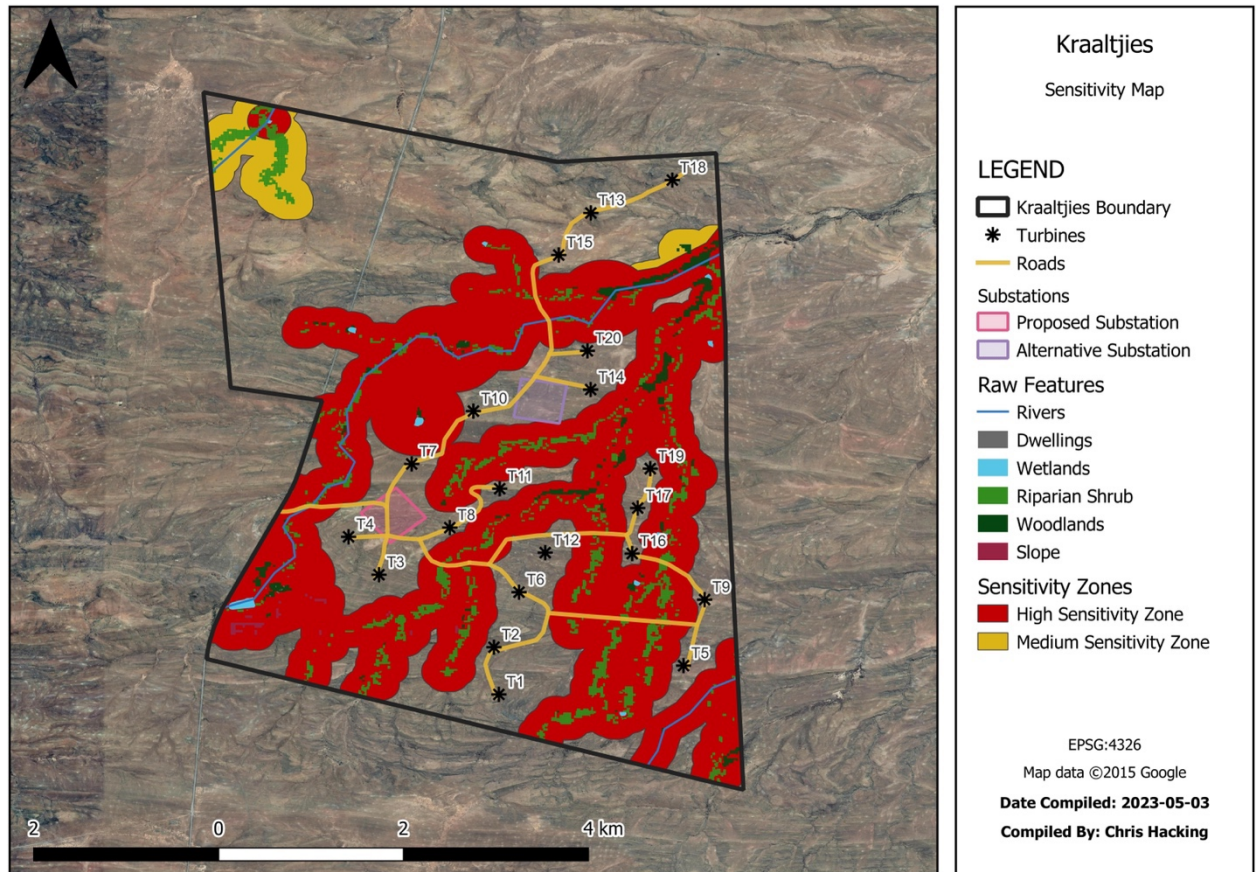 T18
T13
T15
T20
T14
T10
T7
T19
T11
T17
T8
T4
T12
T16
T3
T6
T9
T2
T5
T1
2 0 2 4 km
Kraaltjies
Sensitivity Map
LEGEND
Kraaltjies Boundary
Turbines
Roads
Substations
Proposed Substation
Alternative Substation
Raw Features
Rivers
Dwellings
Wetlands
Riparian Shrub
Woodlands
Slope
Sensitivity Zones
High Sensitivity Zone
Medium Sensitivity Zone
EPSG:4326
Map data ©2015 Google
Date Compiled: 2023-05-03
Compiled By: Chris Hacking